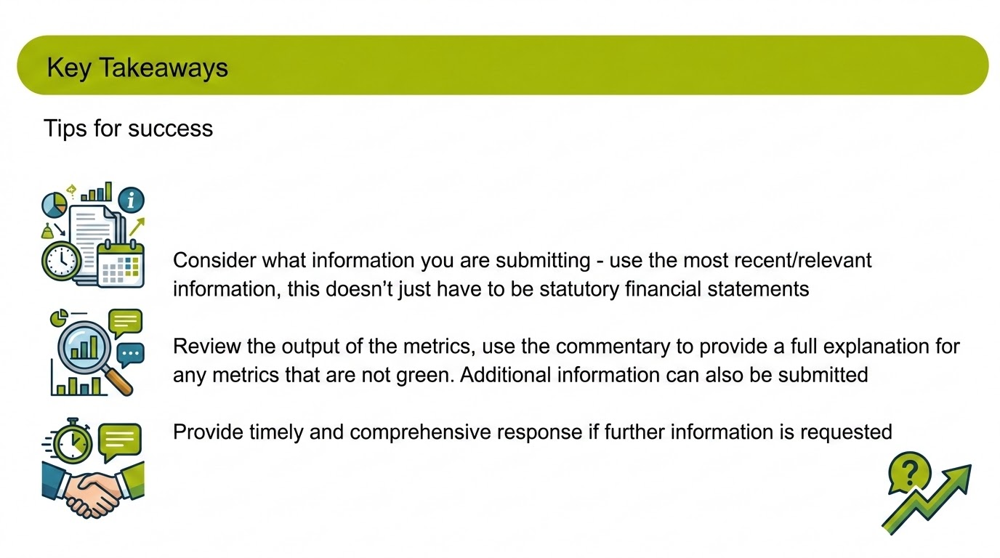 Key Takeaways
Tips for success
Consider what information you are submitting - use the most recent/relevant
information, this doesn’t just have to be statutory financial statements
Review the output of the metrics, use the commentary to provide a full explanation for
any metrics that are not green. Additional information can also be submitted
Provide timely and comprehensive response if further information is requested